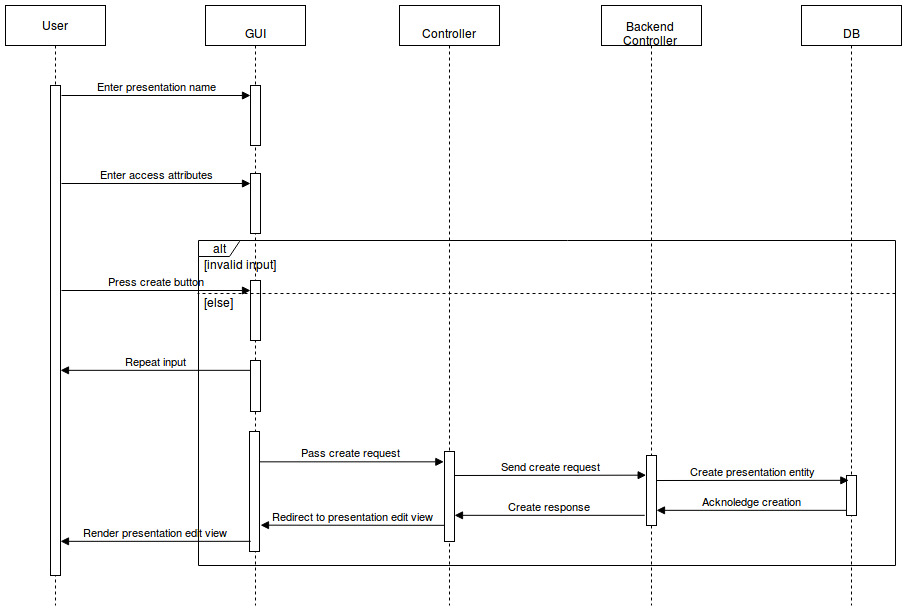 User
GUI
Controller
Backend
Controller
DB
Enter presentation name
Enter access attributes
alt
[invalid input]
Press create button
[else]
Repeat input
Pass create request
Send create request
Create presentation entity
Acknoledge creation
Create response
Redirect to presentation edit view
Render presentation edit view